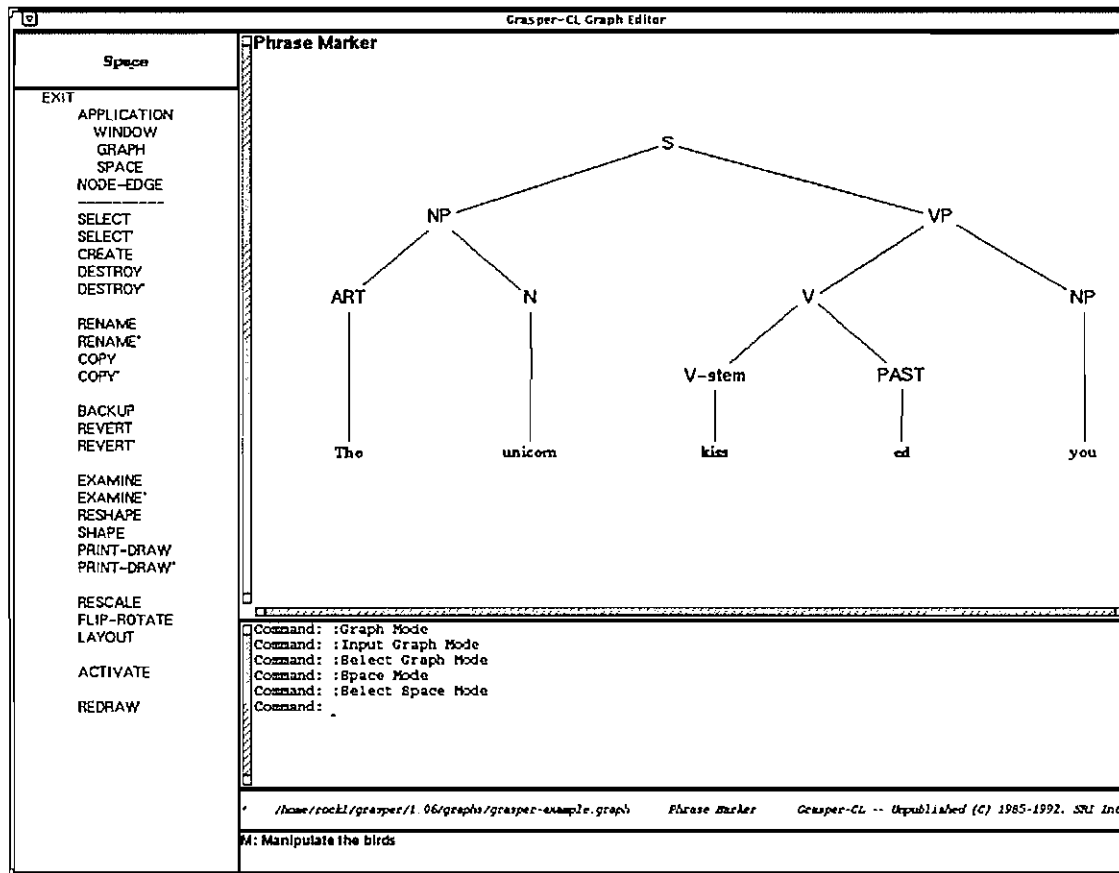 Grasper-CL Graph Editor
Space
EXIT
APPLICATION
WINDOW
GRAPH
SPACE
NODE-EDGE
----------
SELECT
SELECT*
CREATE
DESTROY
DESTROY*
RENAME
RENAME*
COPY
COPY*
BACKUP
REVERT
REVERT*
EXAMINE
EXAMINE*
RESHAPE
SHAPE
PRINT-DRAW
PRINT-DRAW*
RESCALE
FLIP-ROTATE
LAYOUT
ACTIVATE
REDRAW
Phrase Marker
S
NP VP
ART N V NP
V-stem PAST
The unicorn kiss ed you
Command: :Graph Mode
Command: :Input Graph Mode
Command: :Select Graph Mode
Command: :Space Mode
Command: :Select Space Mode
Command:
* /home/rockl/grasper/1.06/graphs/grasper-example.graph Phrase Marker Grasper-CL -- Unpublished (C) 1985-1992. SRI Int
M: Manipulate the birds